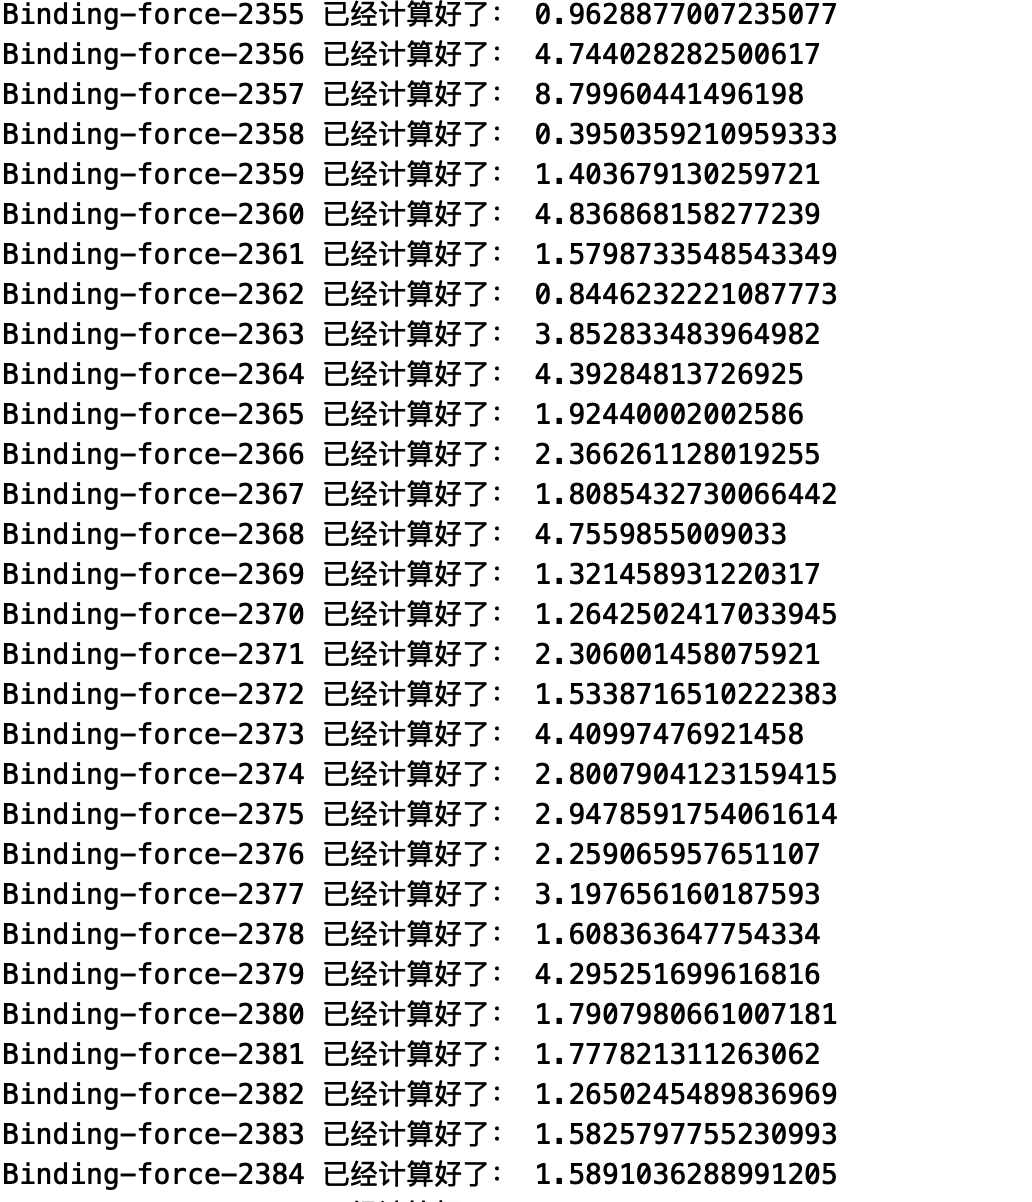 Binding-force-2355 已经计算好了: 0.9628877007235077
Binding-force-2356 已经计算好了: 4.744028282500617
Binding-force-2357 已经计算好了: 8.79960441496198
Binding-force-2358 已经计算好了: 0.3950359210959333
Binding-force-2359 已经计算好了: 1.403679130259721
Binding-force-2360 已经计算好了: 4.836868158277239
Binding-force-2361 已经计算好了: 1.5798733548543349
Binding-force-2362 已经计算好了: 0.8446232221087773
Binding-force-2363 已经计算好了: 3.852833483964982
Binding-force-2364 已经计算好了: 4.39284813726925
Binding-force-2365 已经计算好了: 1.92440002002586
Binding-force-2366 已经计算好了: 2.366261128019255
Binding-force-2367 已经计算好了: 1.8085432730066442
Binding-force-2368 已经计算好了: 4.7559855009033
Binding-force-2369 已经计算好了: 1.321458931220317
Binding-force-2370 已经计算好了: 1.2642502417033945
Binding-force-2371 已经计算好了: 2.306001458075921
Binding-force-2372 已经计算好了: 1.5338716510222383
Binding-force-2373 已经计算好了: 4.40997476921458
Binding-force-2374 已经计算好了: 2.8007904123159415
Binding-force-2375 已经计算好了: 2.9478591754061614
Binding-force-2376 已经计算好了: 2.259065957651107
Binding-force-2377 已经计算好了: 3.197656160187593
Binding-force-2378 已经计算好了: 1.608363647754334
Binding-force-2379 已经计算好了: 4.295251699616816
Binding-force-2380 已经计算好了: 1.7907980661007181
Binding-force-2381 已经计算好了: 1.777821311263062
Binding-force-2382 已经计算好了: 1.2650245489836969
Binding-force-2383 已经计算好了: 1.5825797755230993
Binding-force-2384 已经计算好了: 1.5891036288991205